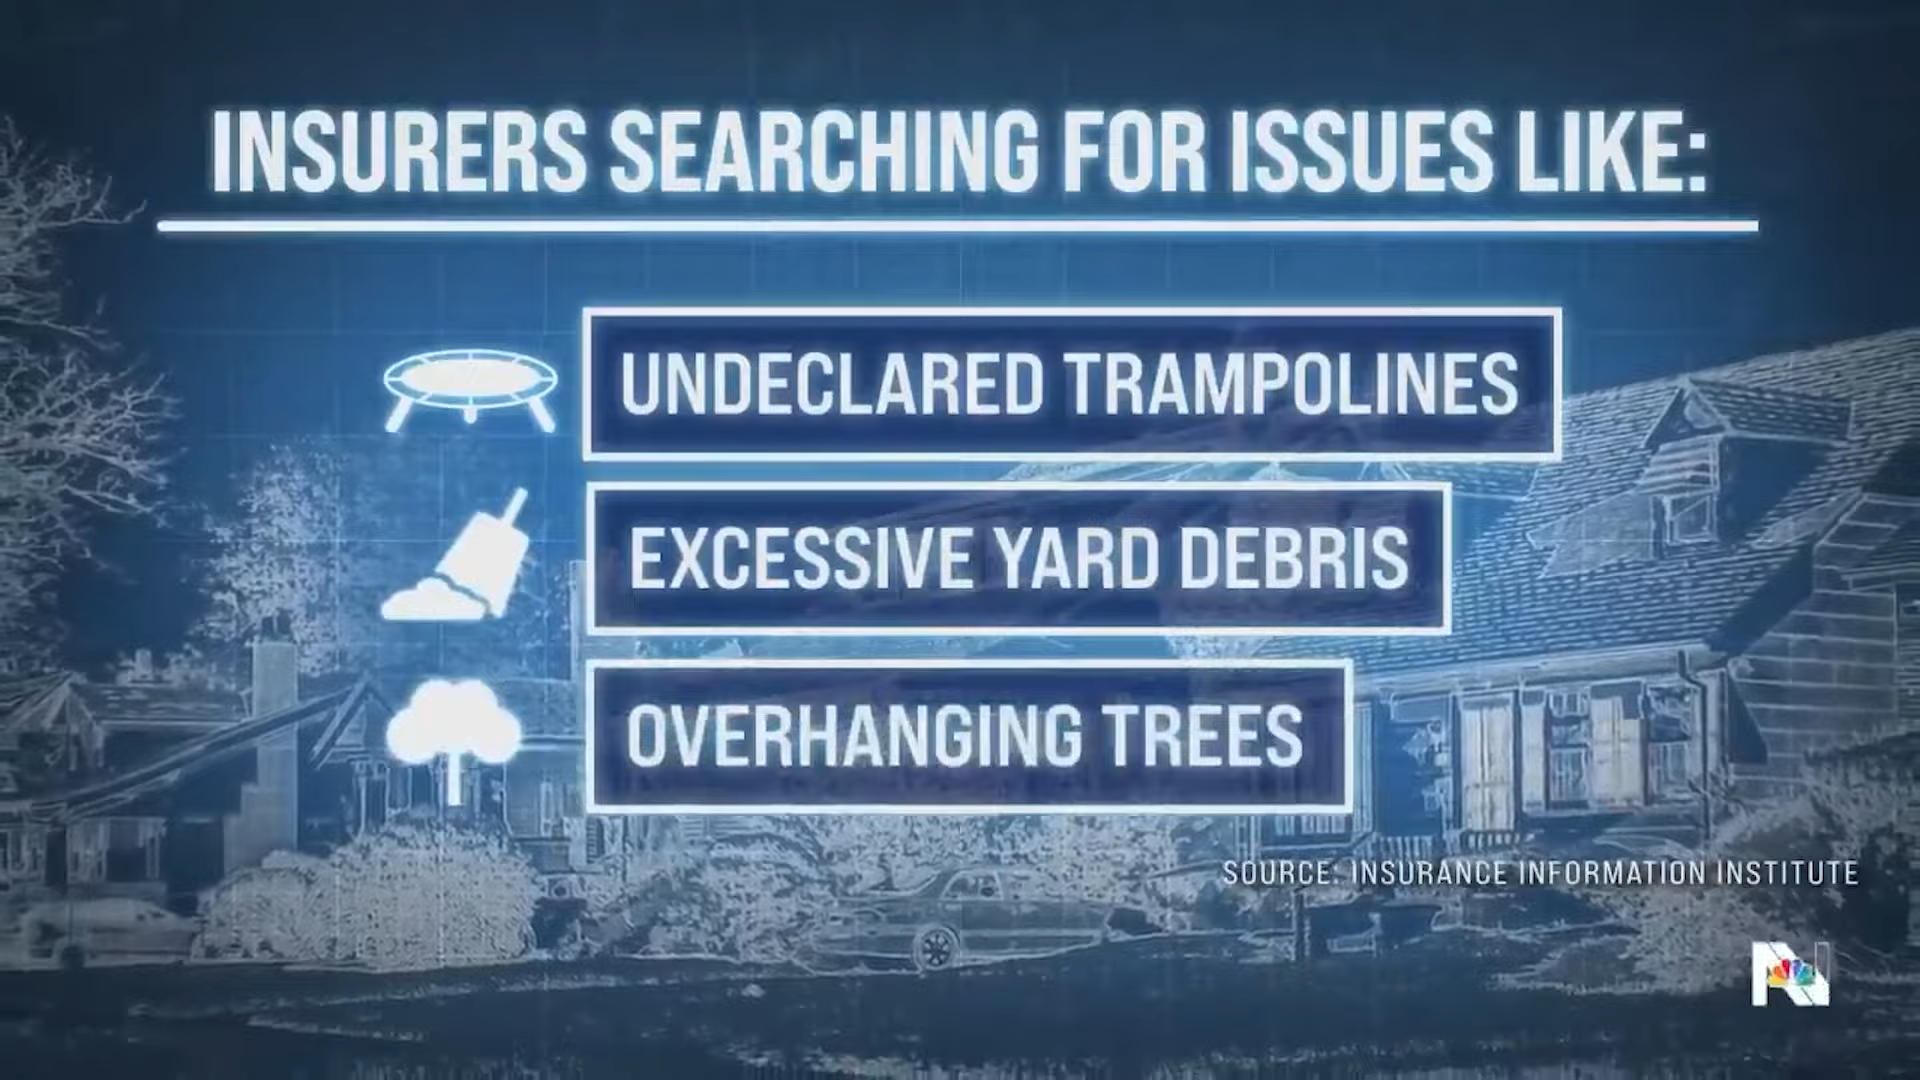 INSURERS SEARCHING FOR ISSUES LIKE:
UNDECLARED TRAMPOLINES
EXCESSIVE YARD DEBRIS
OVERHANGING TREES
SOURCE: INSURANCE INFORMATION INSTITUTE